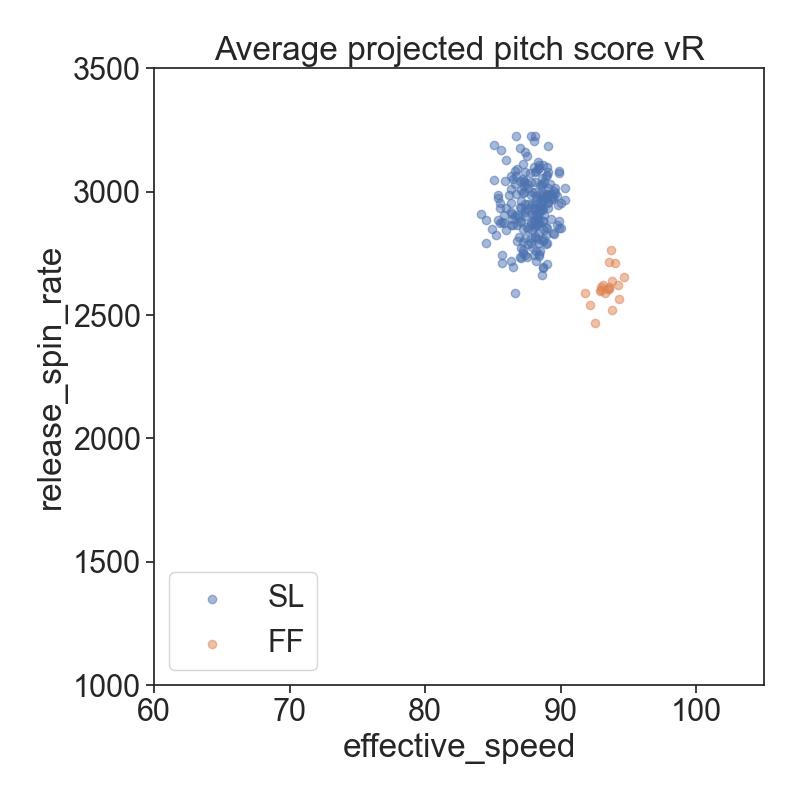 Average projected pitch score vR
3500
3000
2500
2000
1500
1000
release_spin_rate
SL
FF
60 70 80 90 100
effective_speed